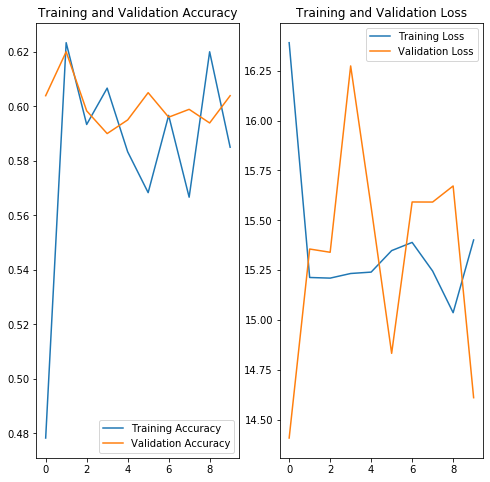 Training and Validation Accuracy
0.62
0.60
0.58
0.56
0.54
0.52
0.50
0.48
0 2 4 6 8
Training Accuracy
Validation Accuracy
Training and Validation Loss
Training Loss
Validation Loss
16.25
16.00
15.75
15.50
15.25
15.00
14.75
14.50
0 2 4 6 8